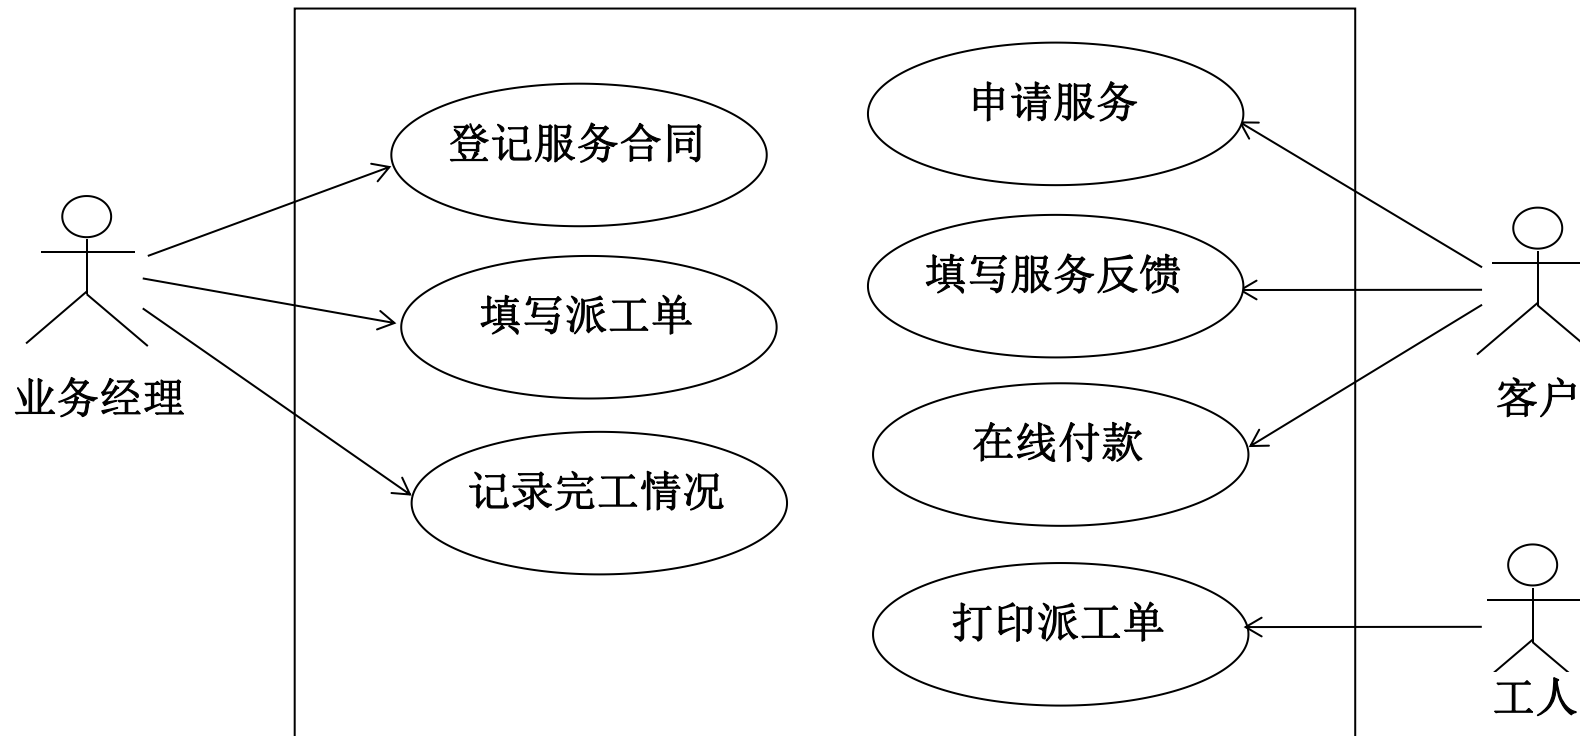 申请服务
登记服务合同
填写服务反馈
填写派工单
业务经理
客户
在线付款
记录完工情况
打印派工单
工人